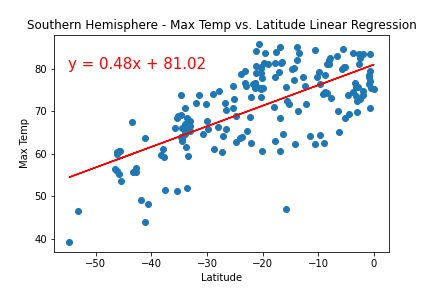 Southern Hemisphere - Max Temp vs. Latitude Linear Regression
y = 0.48x + 81.02
Max Temp
80
70
60
50
40
−50
−40
−30
−20
−10
0
Latitude